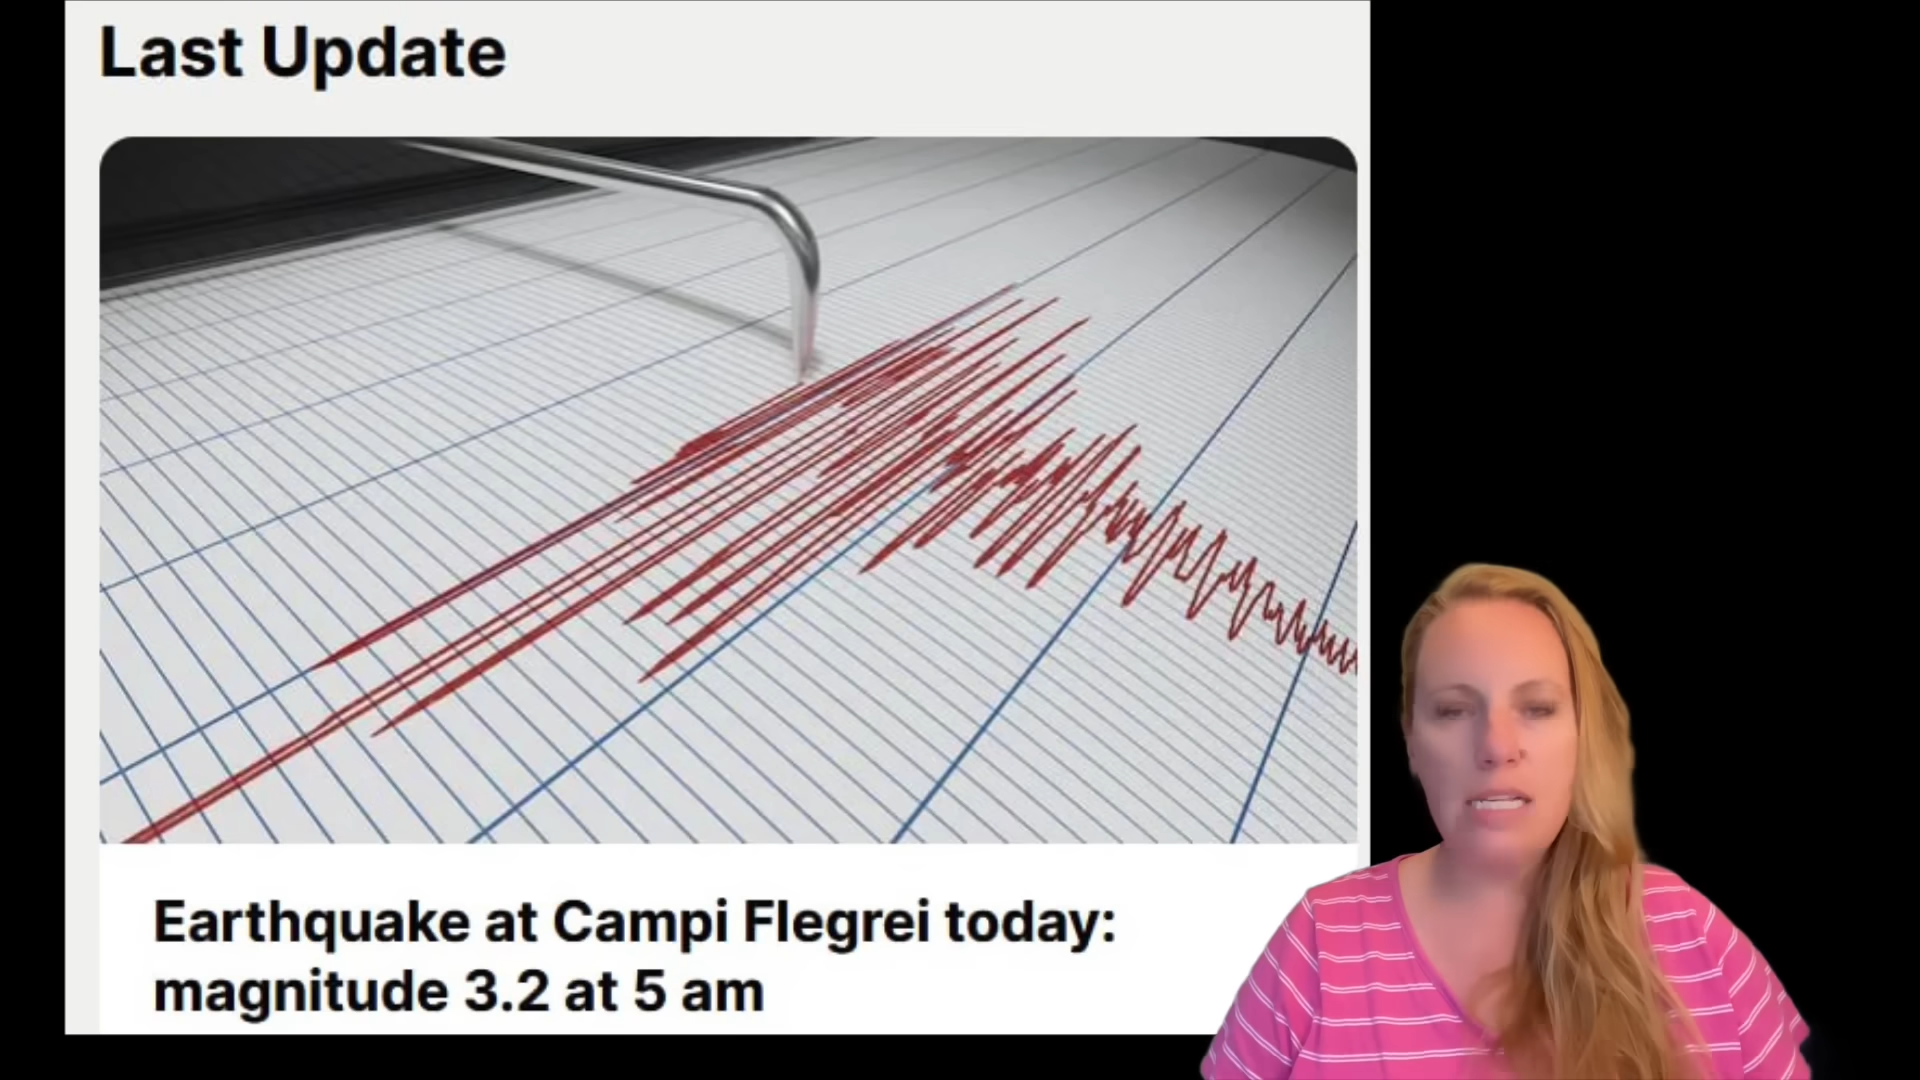 Last Update
Earthquake at Campi Flegrei today:
magnitude 3.2 at 5 am